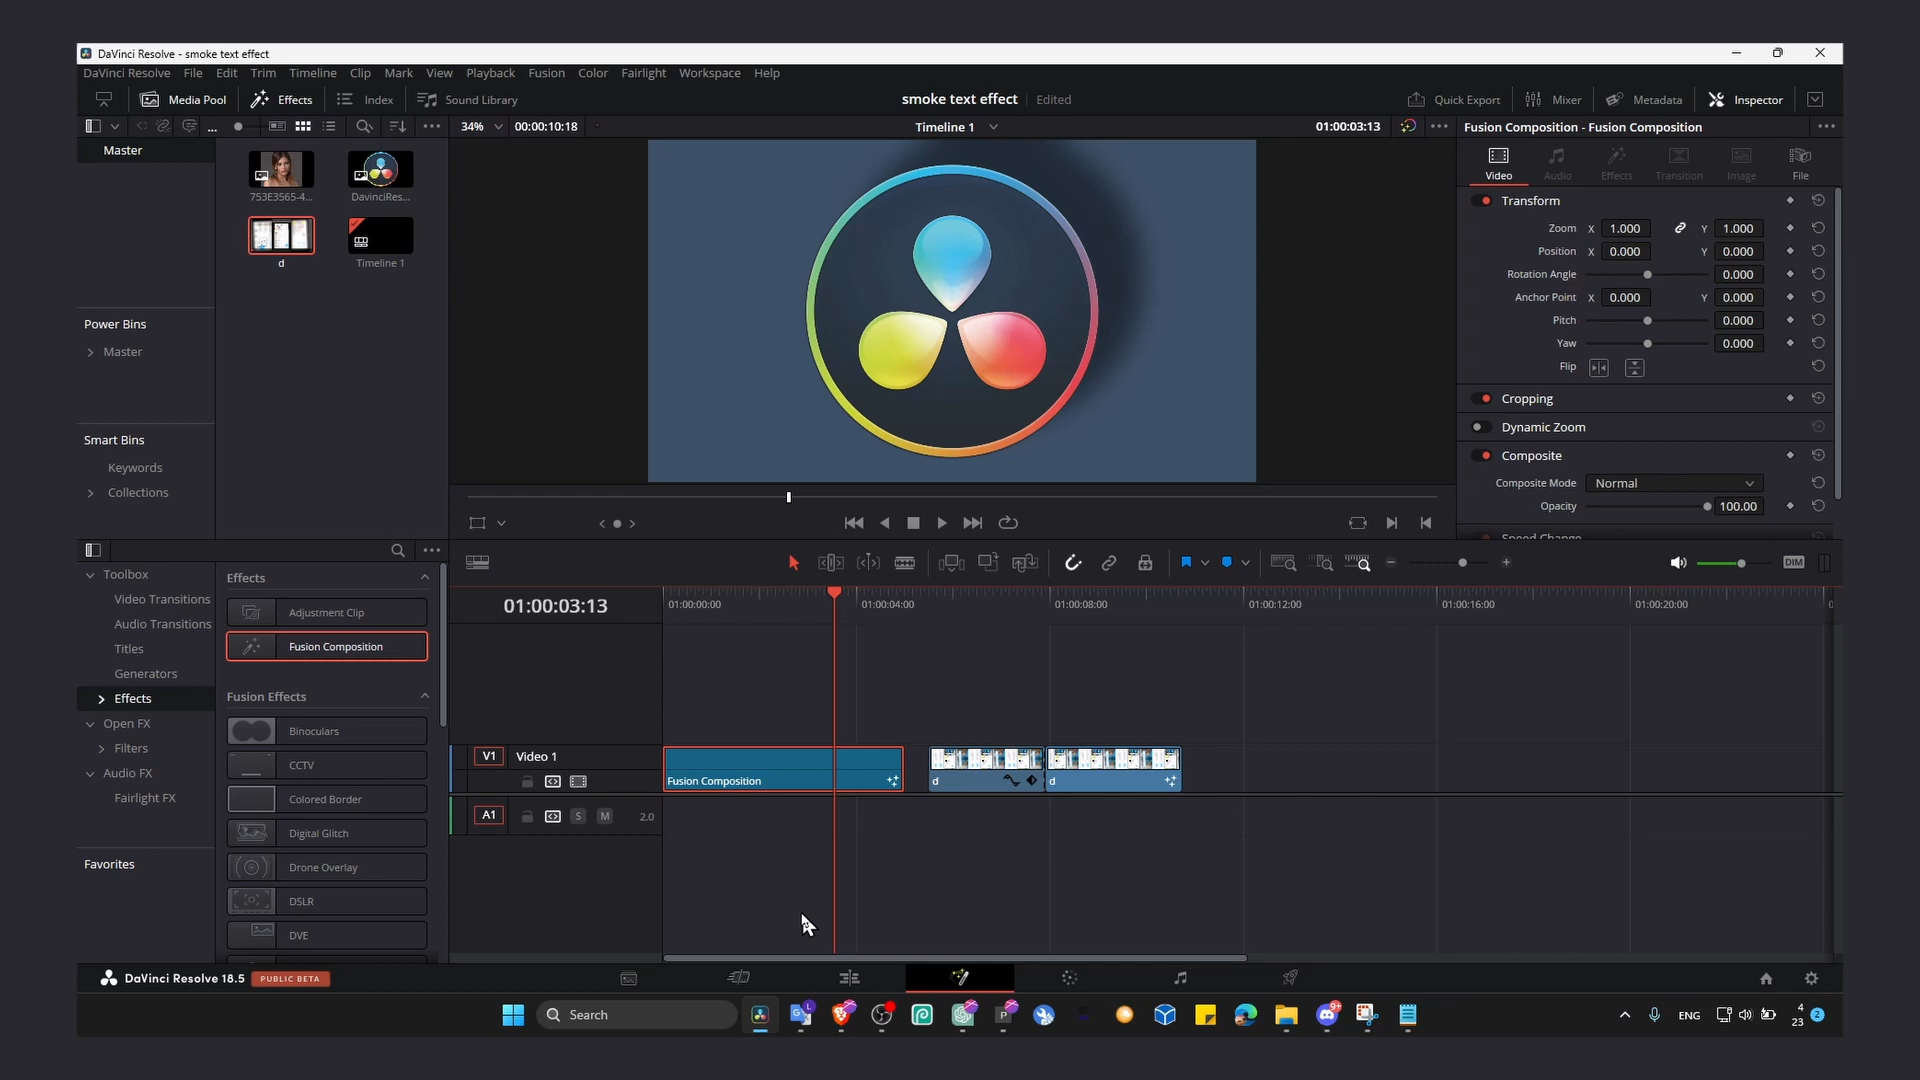 DaVinci Resolve - smoke text effect
DaVinci Resolve File Edit Trim Timeline Clip Mark View Playback Fusion Color Fairlight Workspace Help
Media Pool Effects Index Sound Library smoke text effect Edited Quick Export Mixer Metadata Inspector
34% 00:00:10:18 Timeline 1 01:00:03:13 Fusion Composition - Fusion Composition
Master
753E3565-4... DavinciRes...
d Timeline 1
Power Bins
Master
Smart Bins
Keywords
Collections
Video Audio Effects Transition Image File
Transform
Zoom X 1.000 Y 1.000
Position X 0.000 Y 0.000
Rotation Angle 0.000
Anchor Point X 0.000 Y 0.000
Pitch 0.000
Yaw 0.000
Flip
Cropping
Dynamic Zoom
Composite
Composite Mode Normal
Opacity 100.00
Speed Change
DIM
Toolbox
Video Transitions
Audio Transitions
Titles
Generators
Effects
Open FX
Filters
Audio FX
Fairlight FX
Favorites
Effects
Adjustment Clip
Fusion Composition
Fusion Effects
Binoculars
CCTV
Colored Border
Digital Glitch
Drone Overlay
DSLR
DVE
01:00:03:13 01:00:00:00 01:00:04:00 01:00:08:00 01:00:12:00 01:00:16:00 01:00:20:00
V1 Video 1
Fusion Composition d d
A1 S M 2.0
DaVinci Resolve 18.5 PUBLIC BETA
Search
ENG
4
23
2
9+